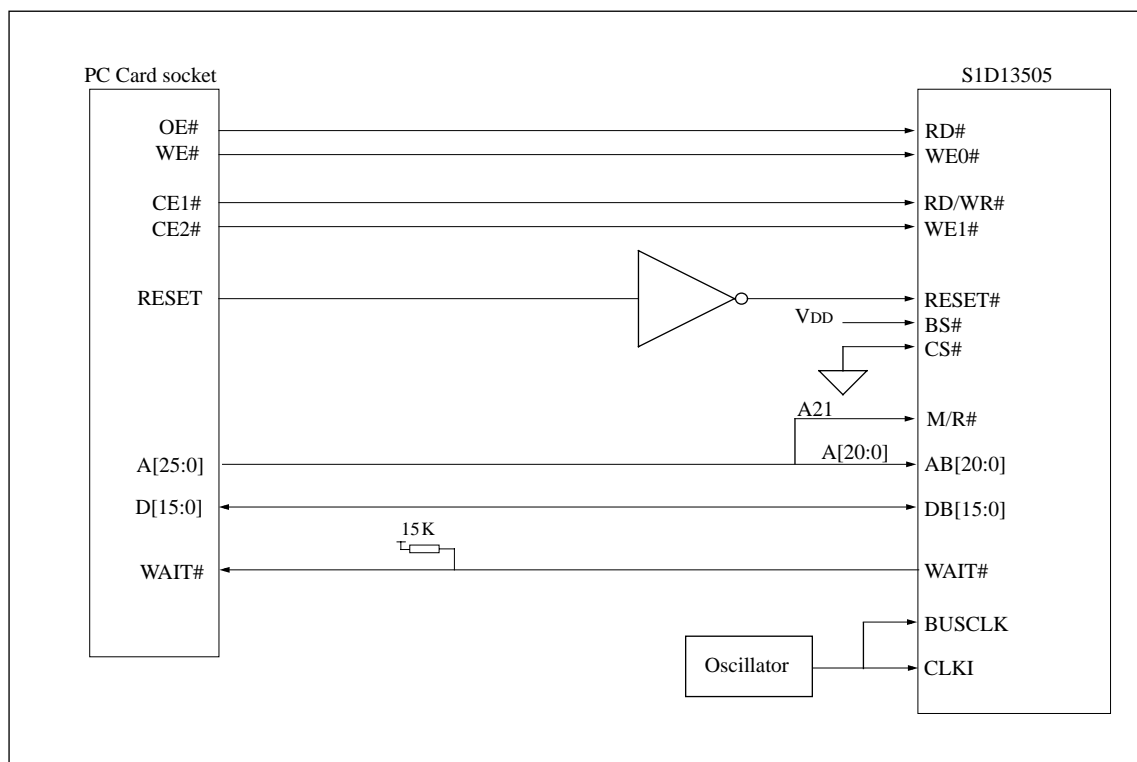 PC Card socket
S1D13505
OE#
RD#
WE#
WE0#
CE1#
RD/WR#
CE2#
WE1#
RESET
RESET#
VDD
BS#
CS#
A21
M/R#
A[20:0]
A[25:0]
AB[20:0]
D[15:0]
DB[15:0]
15K
WAIT#
WAIT#
BUSCLK
Oscillator
CLKI